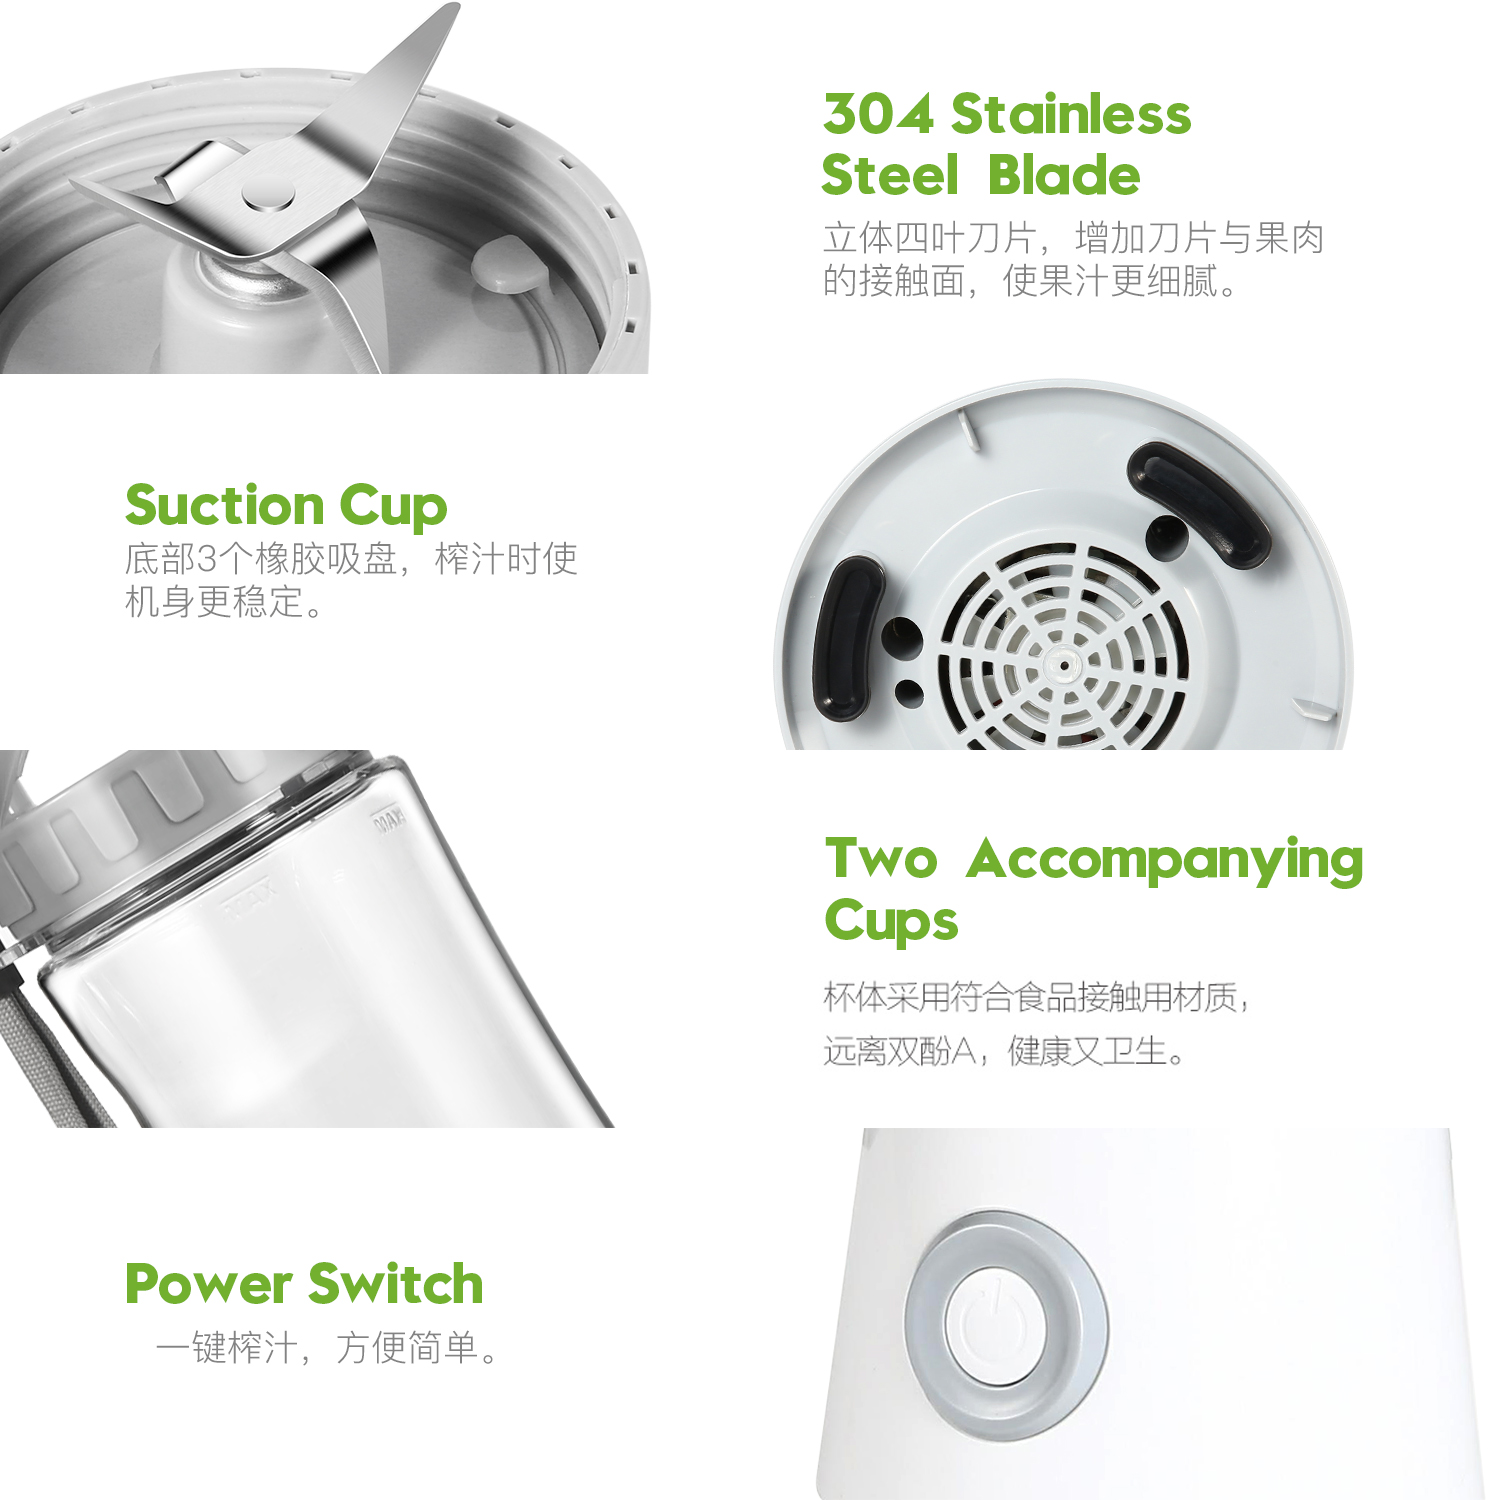 304 Stainless
Steel Blade
立体四叶刀片，增加刀片与果肉
的接触面，使果汁更细腻。
Suction Cup
底部3个橡胶吸盘，榨汁时使
机身更稳定。
MAX
MAX
Two Accompanying
Cups
杯体采用符合食品接触用材质，
远离双酚A，健康又卫生。
Power Switch
一键榨汁，方便简单。